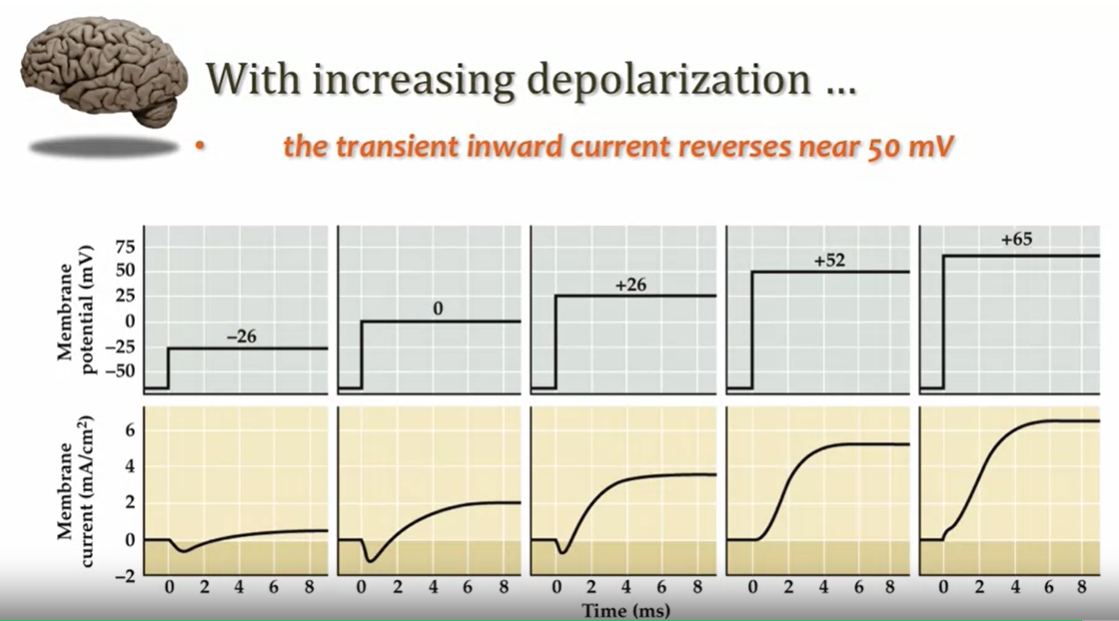 With increasing depolarization ...
• the transient inward current reverses near 50 mV
Membrane
potential (mV)
75
50
25
0
−25
−50
−26
0
+26
+52
+65
Membrane
current (mA/cm²)
6
4
2
0
−2
0 2 4 6 8
0 2 4 6 8
0 2 4 6 8
0 2 4 6 8
0 2 4 6 8
Time (ms)